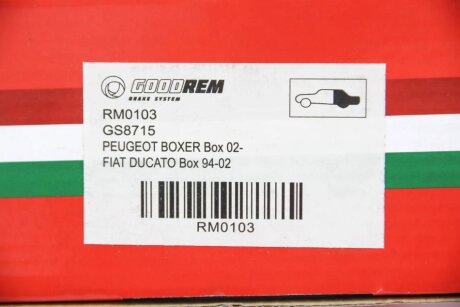 GOODREM
BRAKE SYSTEM
RM0103
GS8715
PEUGEOT BOXER Box 02-
FIAT DUCATO Box 94-02
RM0103